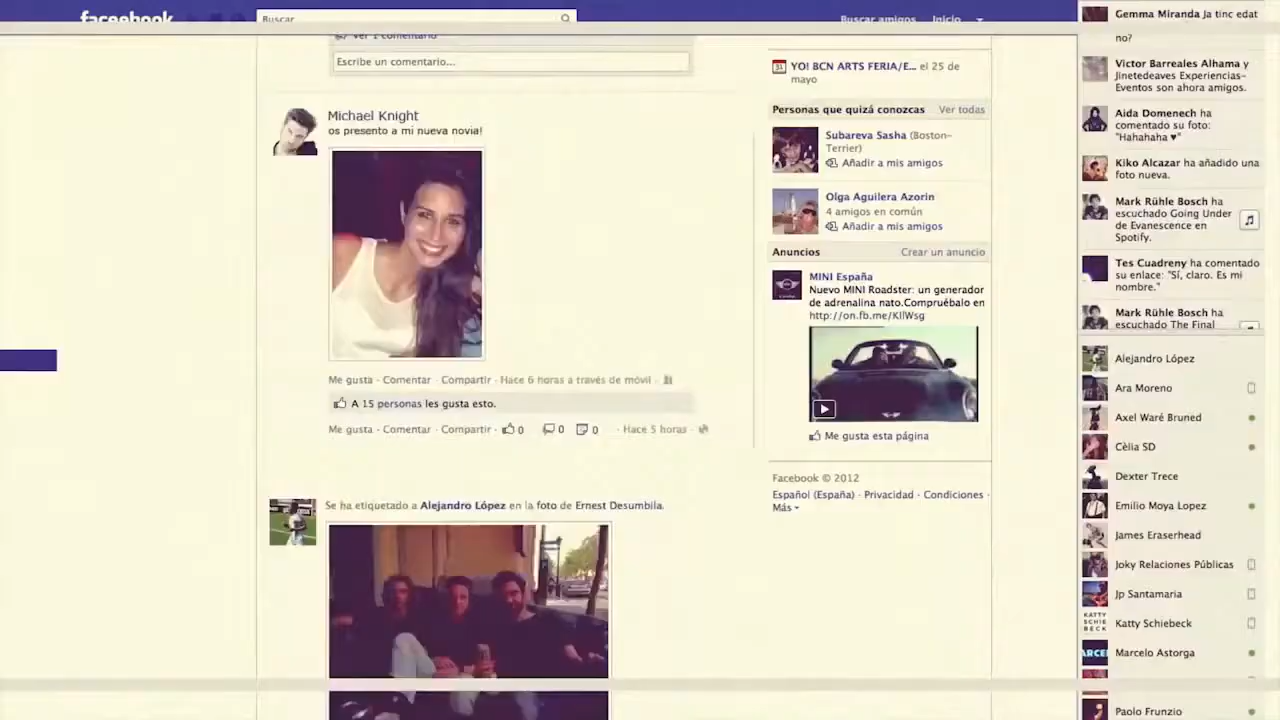 faceebook
Buscar
Buscar amigos
Inicio
Ver 1 comentario
Escribe un comentario...
Michael Knight
os presento a mi nueva novia!
Me gusta · Comentar · Compartir · Hace 6 horas a través de móvil ·
A 15 personas les gusta esto.
Me gusta · Comentar · Compartir · 0 0 0 · Hace 5 horas ·
Se ha etiquetado a Alejandro López en la foto de Ernest Desumbila.
31
YO! BCN ARTS FERIA/E... el 25 de
mayo
Personas que quizá conozcas Ver todas
Subareva Sasha (Boston-
Terrier)
Añadir a mis amigos
Olga Aguilera Azorin
4 amigos en común
Añadir a mis amigos
Anuncios Crear un anuncio
MINI España
Nuevo MINI Roadster: un generador
de adrenalina nato.Compruébalo en
http://on.fb.me/KllWsg
Me gusta esta página
Facebook © 2012
Español (España) · Privacidad · Condiciones ·
Más
Gemma Miranda Ja tinc edat
no?
Victor Barreales Alhama y
Jinetedeaves Experiencias-
Eventos son ahora amigos.
Aida Domenech ha
comentado su foto:
"Hahahaha ♥"
Kiko Alcazar ha añadido una
foto nueva.
Mark Rühle Bosch ha
escuchado Going Under
de Evanescence en
Spotify.
Tes Cuadreny ha comentado
su enlace: "Sí, claro. Es mi
nombre."
Mark Rühle Bosch ha
escuchado The Final
Alejandro López
Ara Moreno
Axel Waré Bruned
Cèlia SD
Dexter Trece
Emilio Moya Lopez
James Eraserhead
Joky Relaciones Públicas
Jp Santamaria
KATTY
SCHIE
BECK
Katty Schiebeck
ARCEL
Marcelo Astorga
Paolo Frunzio